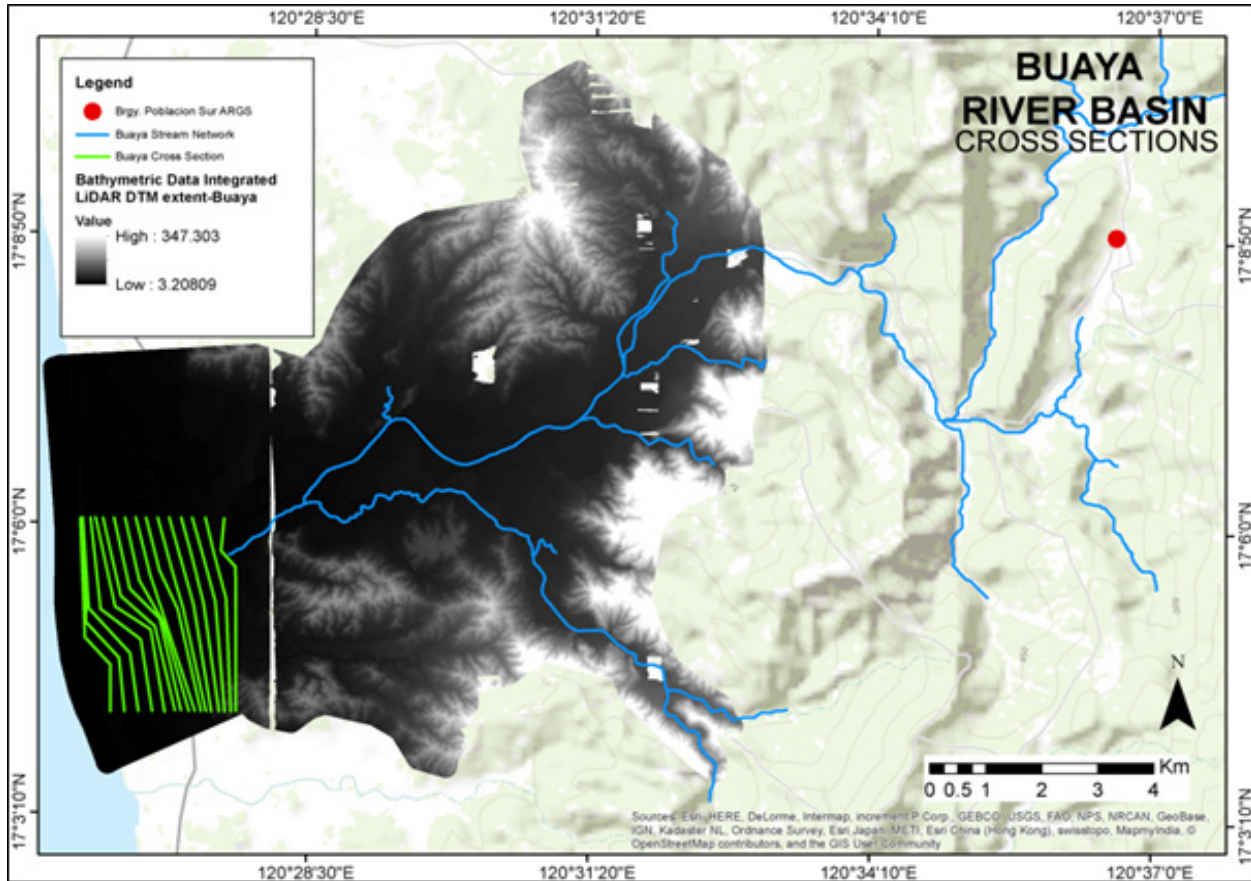 120°28'30"E 120°31'20"E 120°34'10"E 120°37'0"E
BUAYA
RIVER BASIN
CROSS SECTIONS
Legend
Brgy. Poblacion Sur ARGS
Buaya Stream Network
Buaya Cross Section
Bathymetric Data Integrated
LiDAR DTM extent-Buaya
Value
High : 347.303
Low : 3.20809
17°8'50"N 17°8'50"N
17°6'0"N 17°6'0"N
17°3'10"N 17°3'10"N
N
Km
0 0.5 1 2 3 4
Sources: Esri, HERE, DeLorme, Intermap, increment P Corp., GEBCO, USGS, FAO, NPS, NRCAN, GeoBase,
IGN, Kadaster NL, Ordnance Survey, Esri Japan, METI, Esri China (Hong Kong), swisstopo, MapmyIndia, ©
OpenStreetMap contributors, and the GIS User Community
120°28'30"E 120°31'20"E 120°34'10"E 120°37'0"E